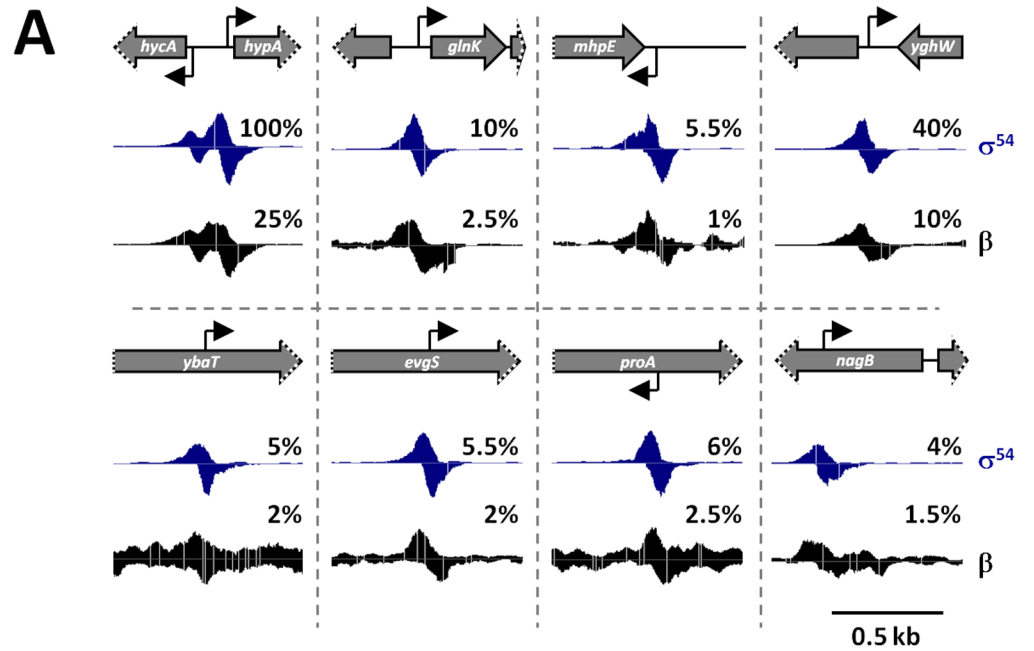 A
hycA hypA glnK mhpE yghW
100% 10% 5.5% 40% σ54
25% 2.5% 1% 10% β
ybaT evgS proA nagB
5% 5.5% 6% 4% σ54
2% 2% 2.5% 1.5% β
0.5 kb